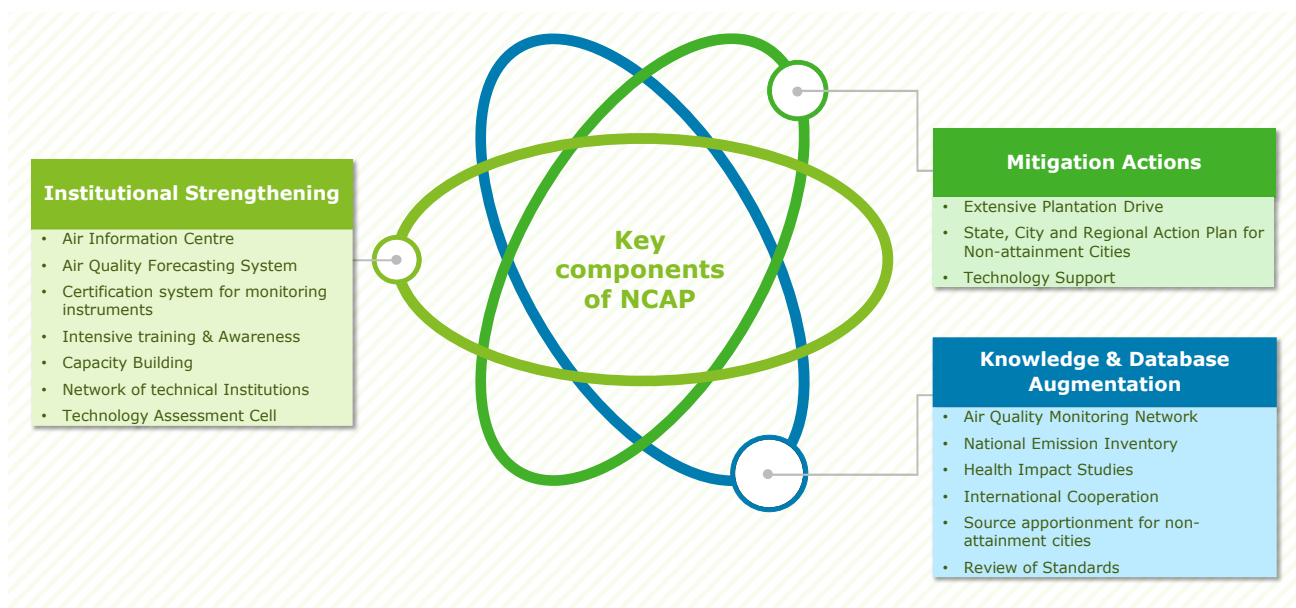 Institutional Strengthening
• Air Information Centre
• Air Quality Forecasting System
• Certification system for monitoring
instruments
• Intensive training & Awareness
• Capacity Building
• Network of technical Institutions
• Technology Assessment Cell
Key
components
of NCAP
Mitigation Actions
• Extensive Plantation Drive
• State, City and Regional Action Plan for
Non-attainment Cities
• Technology Support
Knowledge & Database
Augmentation
• Air Quality Monitoring Network
• National Emission Inventory
• Health Impact Studies
• International Cooperation
• Source apportionment for non-
attainment cities
• Review of Standards